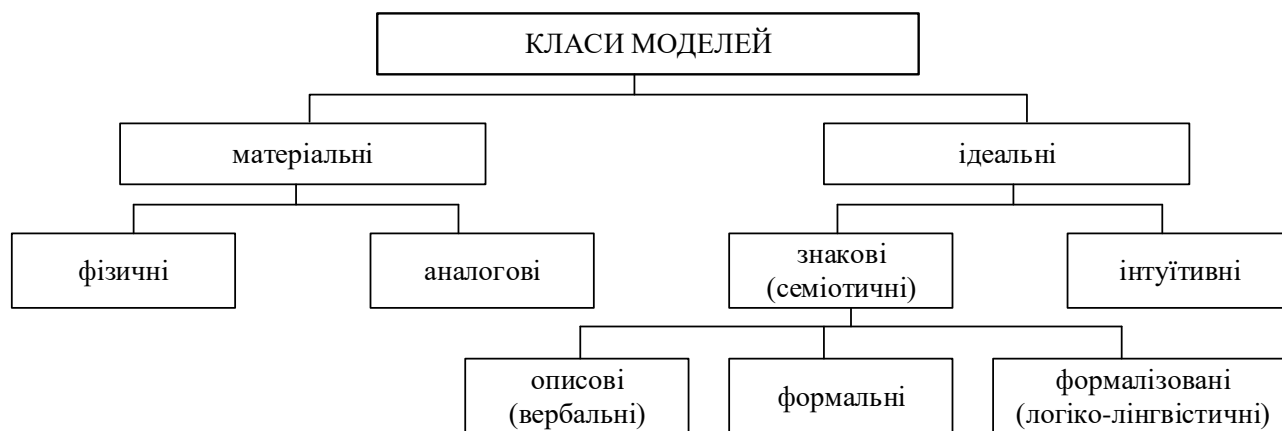 КЛАСИ МОДЕЛЕЙ
матеріальні
ідеальні
фізичні
аналогові
знакові
(семіотичні)
інтуїтивні
описові
(вербальні)
формальні
формалізовані
(логіко-лінгвістичні)